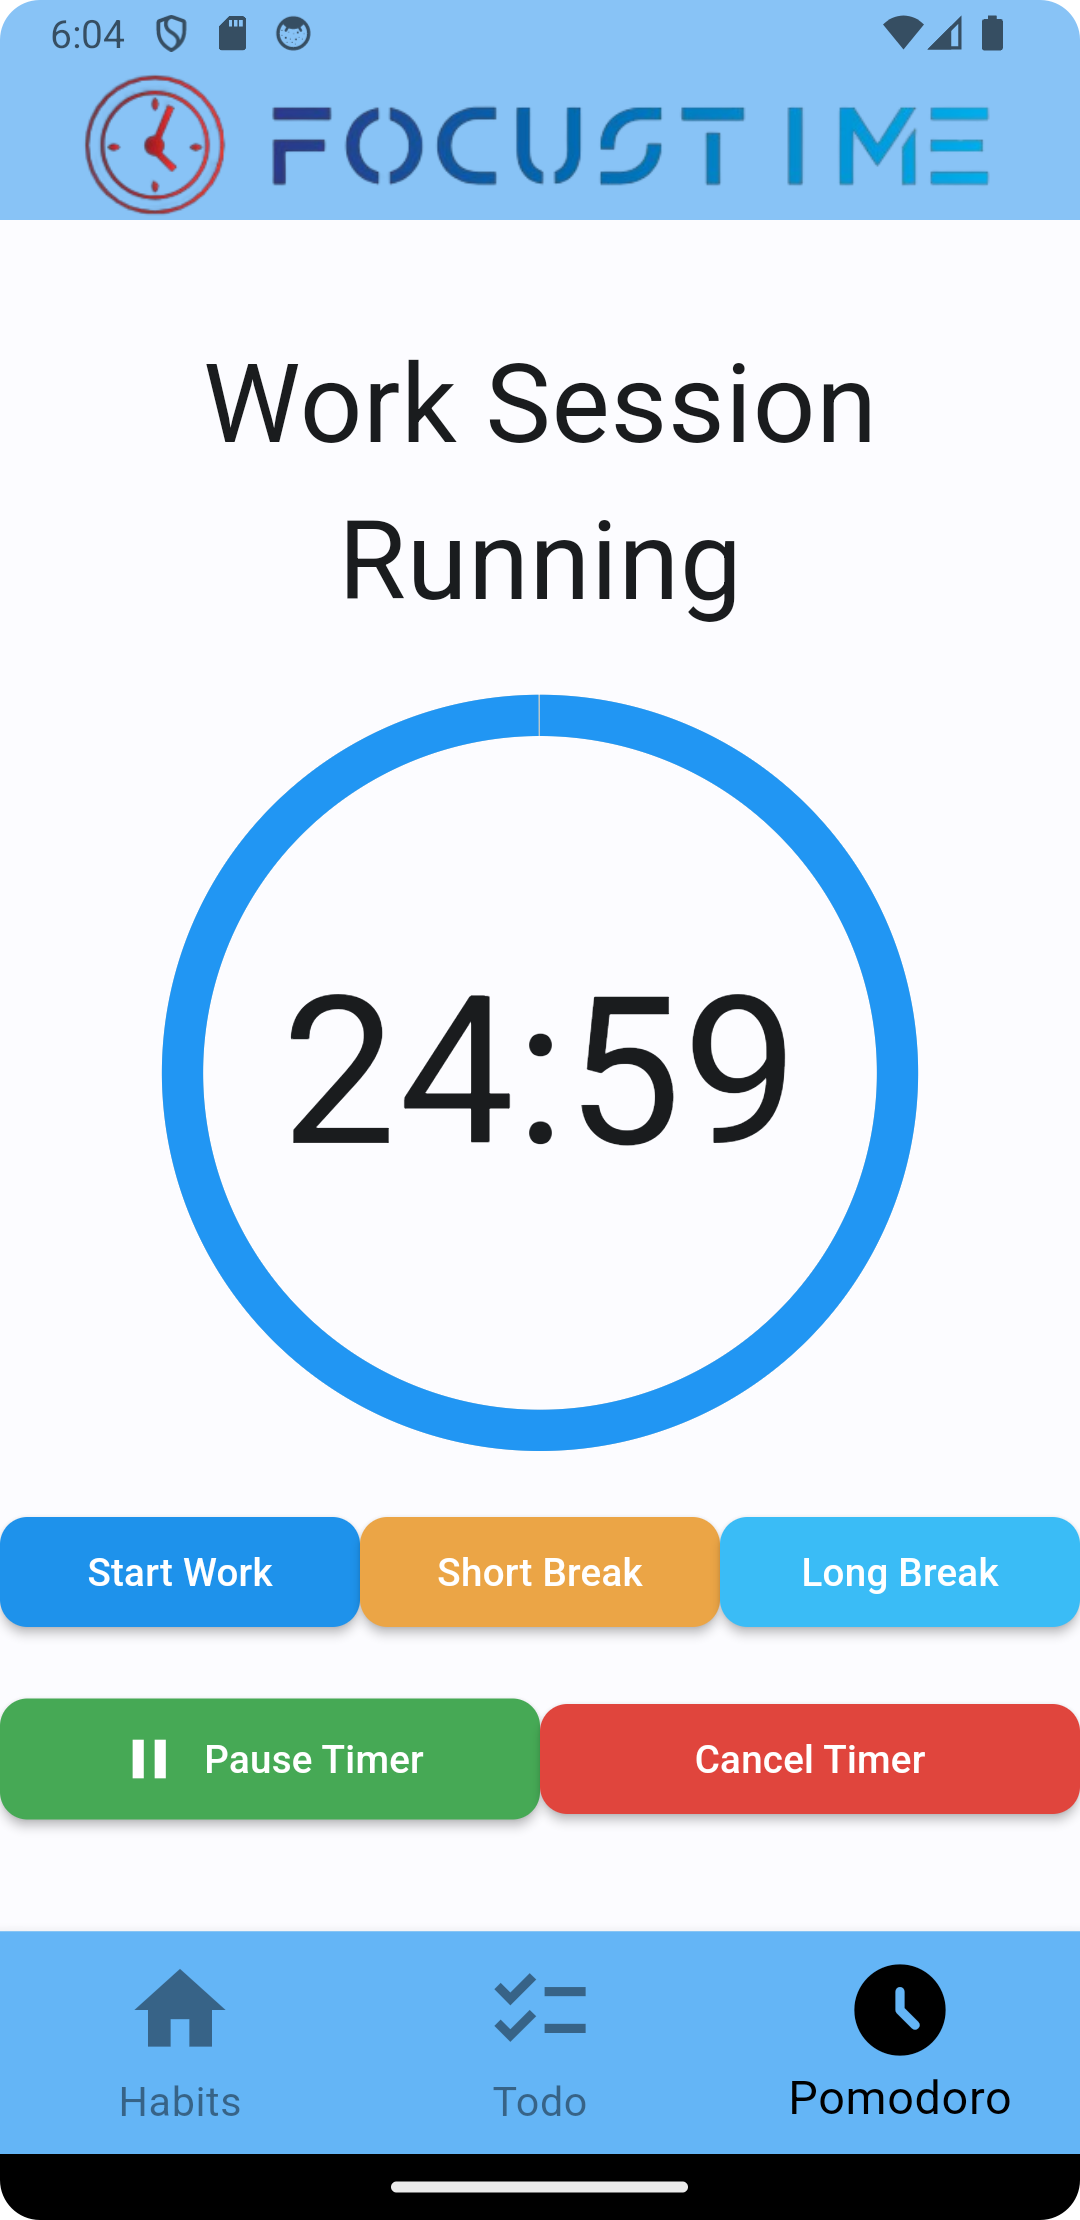 6:04
FOCUSTIME
Work Session
Running
24:59
Start Work Short Break Long Break
Pause Timer Cancel Timer
Habits Todo Pomodoro